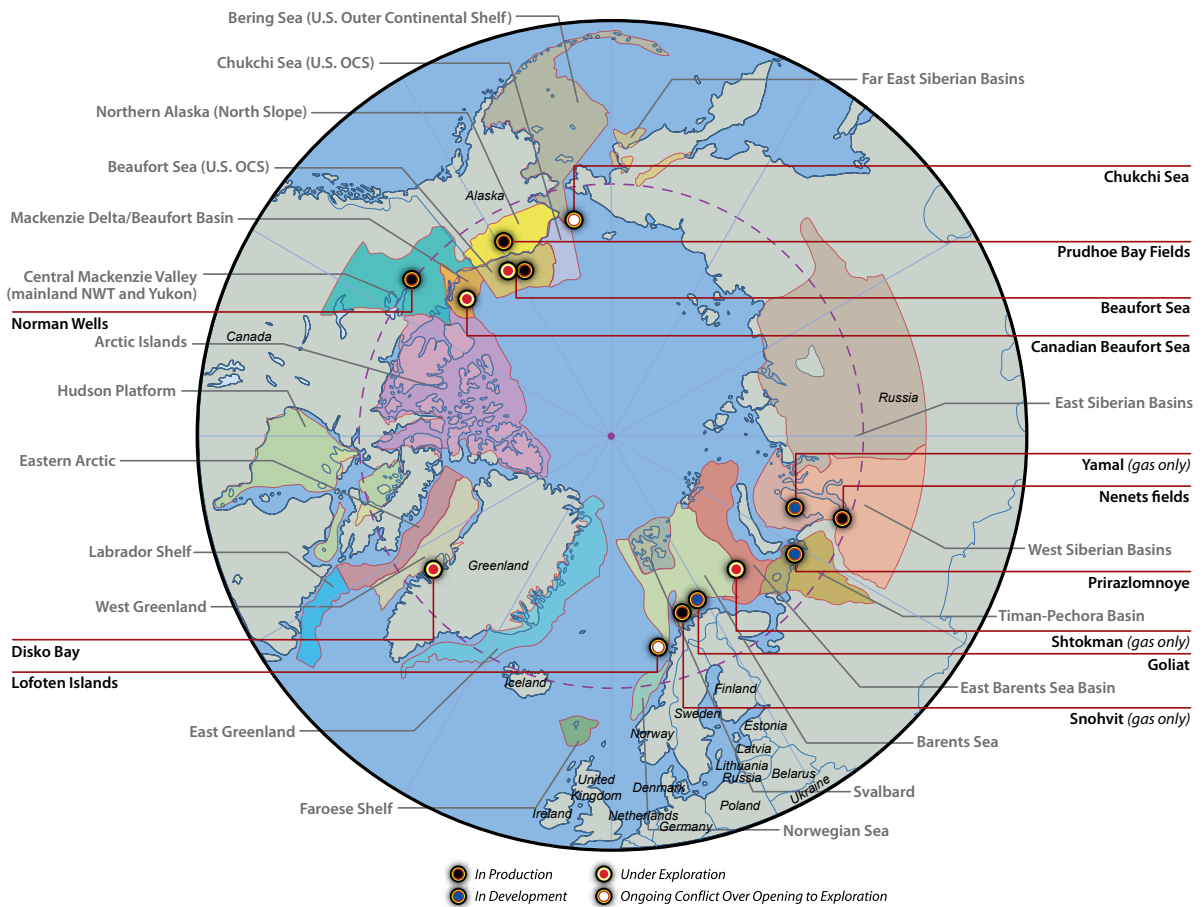 Bering Sea (U.S. Outer Continental Shelf)
Chukchi Sea (U.S. OCS)
Far East Siberian Basins
Northern Alaska (North Slope)
Beaufort Sea (U.S. OCS)
Chukchi Sea
Alaska
Mackenzie Delta/Beaufort Basin
Prudhoe Bay Fields
Central Mackenzie Valley
(mainland NWT and Yukon)
Beaufort Sea
Norman Wells
Canada
Arctic Islands
Canadian Beaufort Sea
Hudson Platform
Russia
East Siberian Basins
Eastern Arctic
Yamal (gas only)
Nenets fields
Labrador Shelf
West Siberian Basins
Greenland
Prirazlomnoye
West Greenland
Timan-Pechora Basin
Disko Bay
Shtokman (gas only)
Goliat
Lofoten Islands
Iceland
Finland
East Barents Sea Basin
Sweden
Snohvit (gas only)
East Greenland
Norway
Estonia
Barents Sea
Latvia
Lithuania
Russia
Belarus
United
Kingdom
Denmark
Ukraine
Svalbard
Faroese Shelf
Ireland
Netherlands
Poland
Germany
Norwegian Sea
In Production
Under Exploration
In Development
Ongoing Conflict Over Opening to Exploration